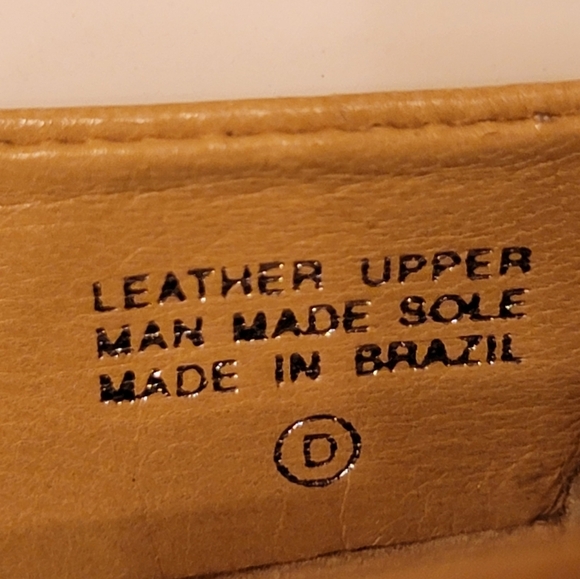 LEATHER UPPER
MAN MADE SOLE
MADE IN BRAZIL
D